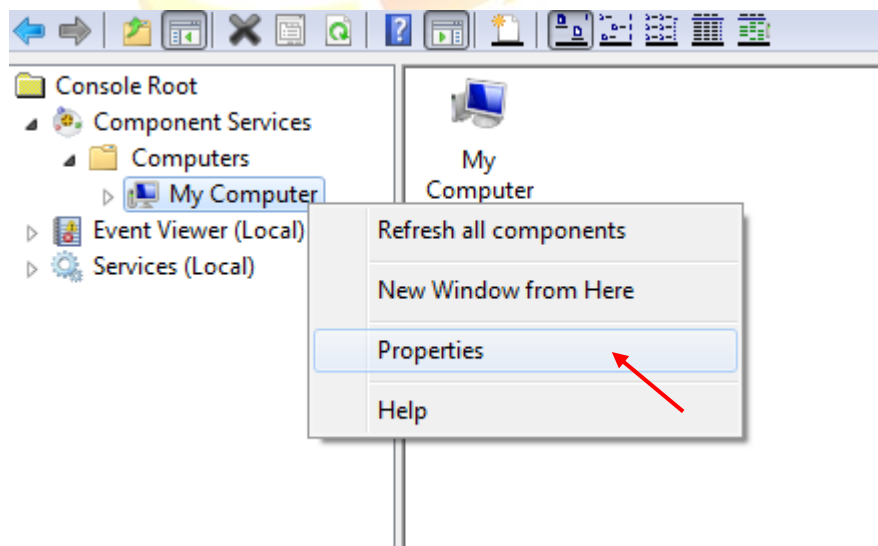 Console Root
Component Services
Computers
My Computer
Event Viewer (Local)
Services (Local)
My
Computer
Refresh all components
New Window from Here
Properties
Help